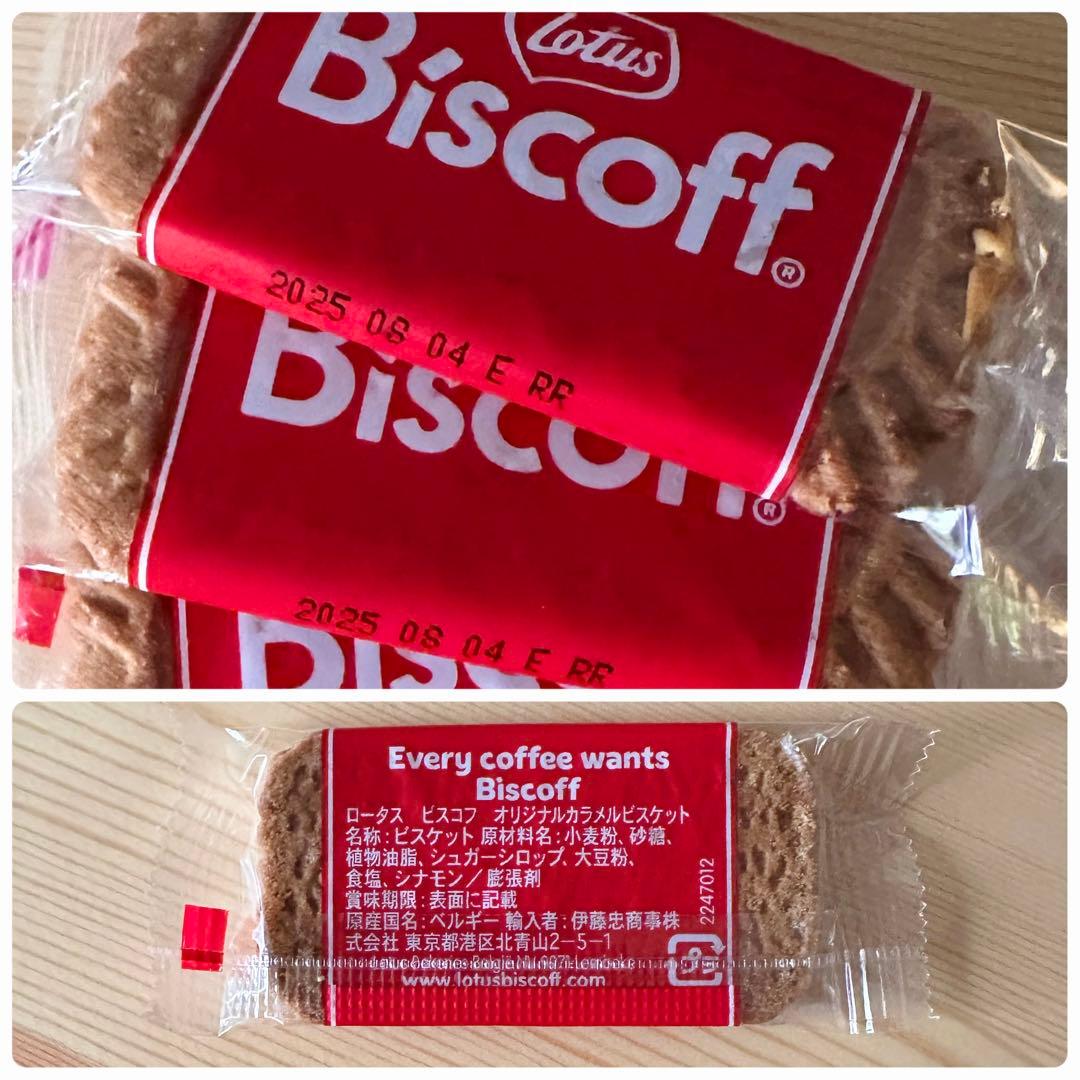 Lotus
Biscoff®
2025 08 04 E RR
Bisco
®
2025 08 04 E RR
Bis
Every coffee wants
Biscoff
ロータス ビスコフ オリジナルカラメルビスケット
名称:ビスケット 原材料名:小麦粉、砂糖、
植物油脂、シュガーシロップ、大豆粉、
食塩、シナモン/膨張剤
賞味期限:表面に記載
原産国名:ベルギー 輸入者:伊藤忠商事株
式会社 東京都港区北青山2-5-1
www.lotusbiscoff.com
2247012
プラ